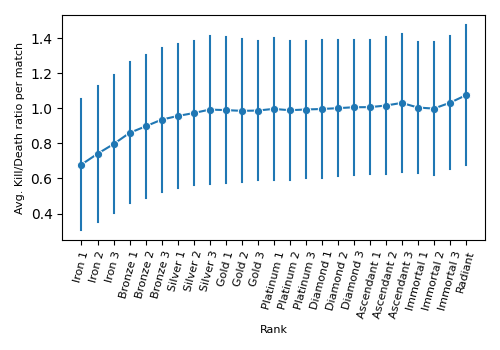 Avg. Kill/Death ratio per match
1.4
1.2
1.0
0.8
0.6
0.4
Iron 1
Iron 2
Iron 3
Bronze 1
Bronze 2
Bronze 3
Silver 1
Silver 2
Silver 3
Gold 1
Gold 2
Gold 3
Platinum 1
Platinum 2
Platinum 3
Diamond 1
Diamond 2
Diamond 3
Ascendant 1
Ascendant 2
Ascendant 3
Immortal 1
Immortal 2
Immortal 3
Radiant
Rank